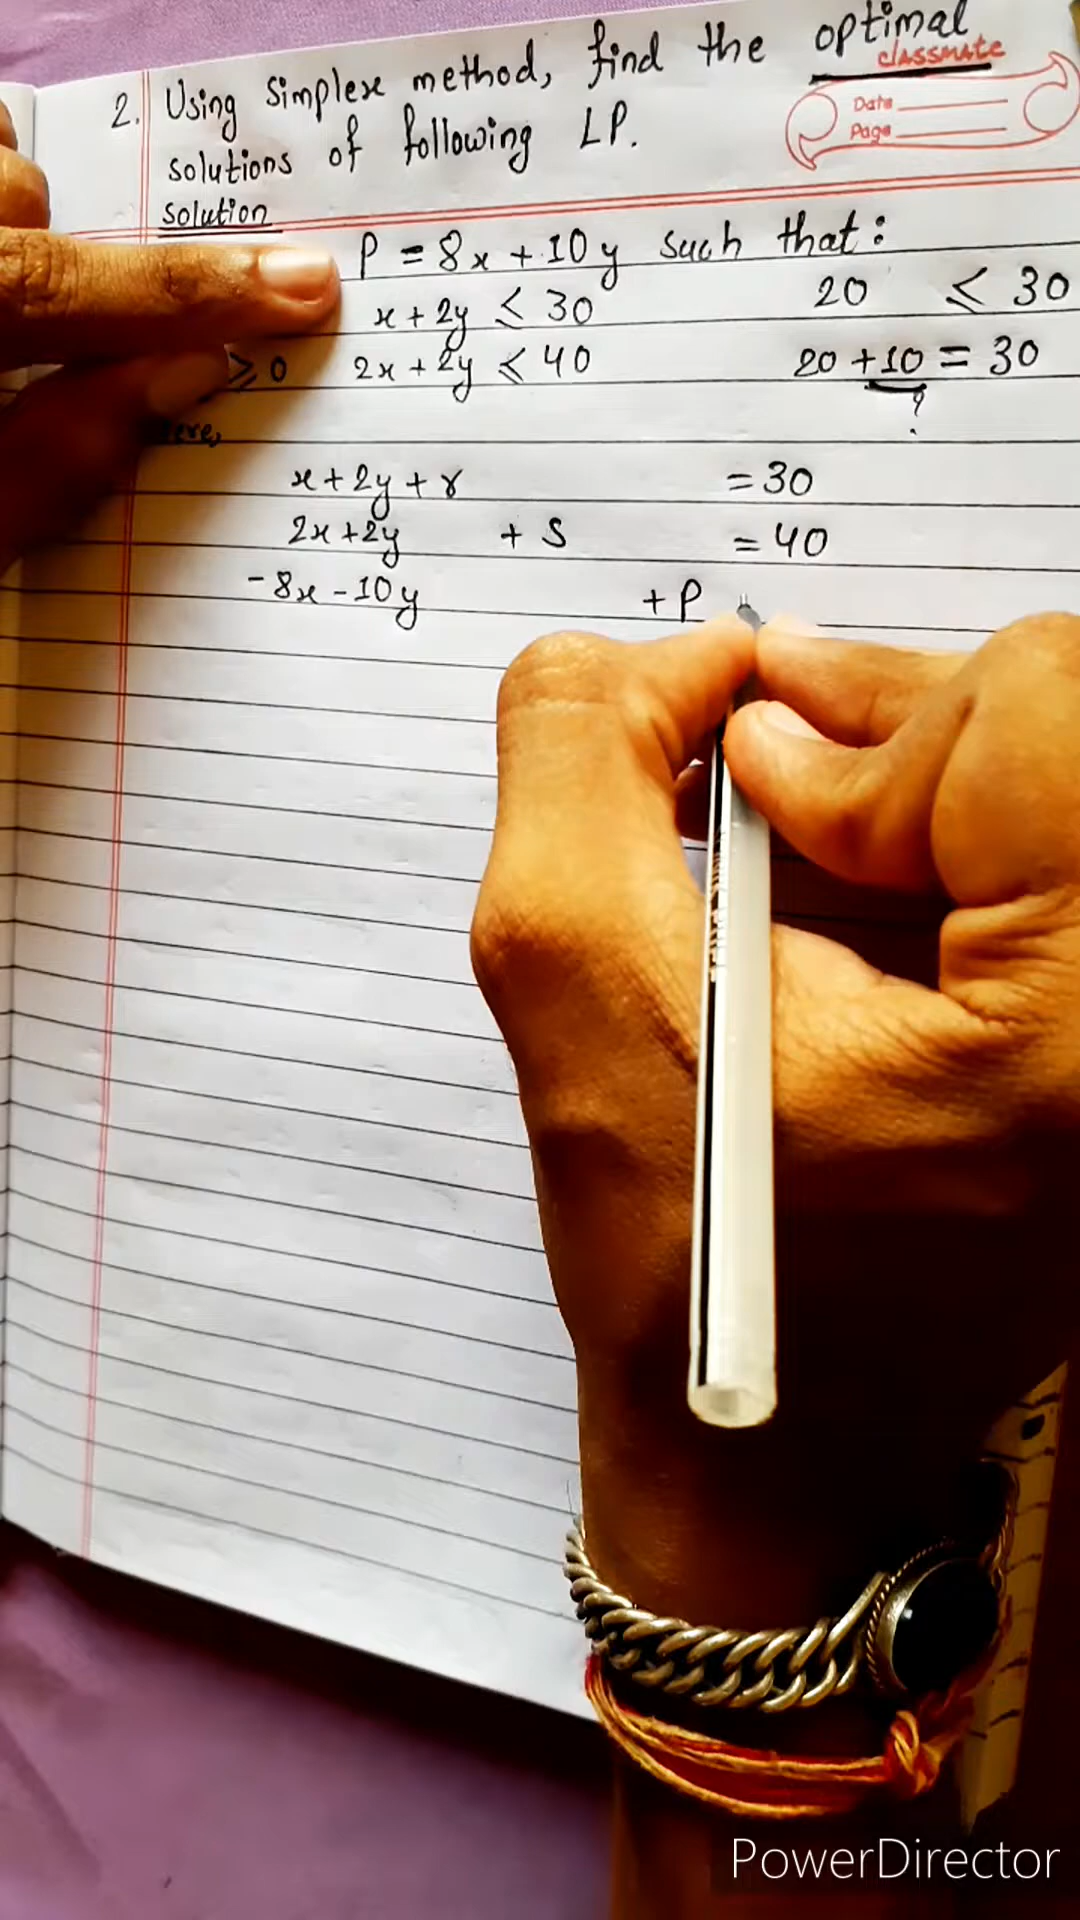 2. Using Simplex method, find the optimal
classmate
Date
Page
solutions of following LP.
solution
P = 8x + 10y such that:
x + 2y ≤ 30
20 ≤ 30
≥ 0 2x + 2y ≤ 40
20 + 10 = 30
?
x + 2y + r = 30
2x + 2y + s = 40
-8x - 10y + P
PowerDirector